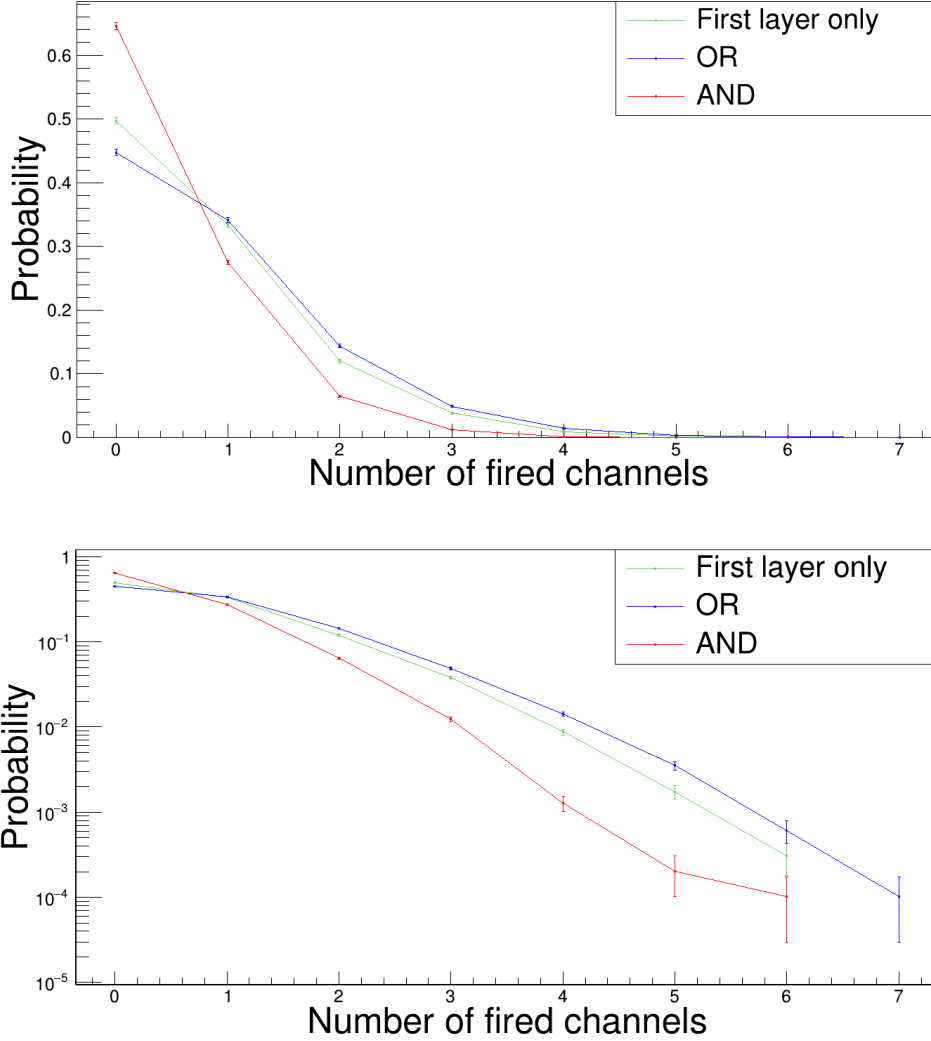 First layer only
OR
AND
Probability
0.6
0.5
0.4
0.3
0.2
0.1
0
0 1 2 3 4 5 6 7
Number of fired channels
First layer only
OR
AND
Probability
1
10⁻¹
10⁻²
10⁻³
10⁻⁴
10⁻⁵
0 1 2 3 4 5 6 7
Number of fired channels